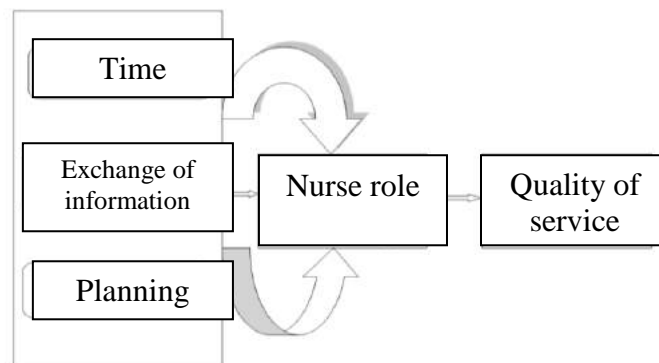 Time
Exchange of
information
Planning
Nurse role
Quality of
service